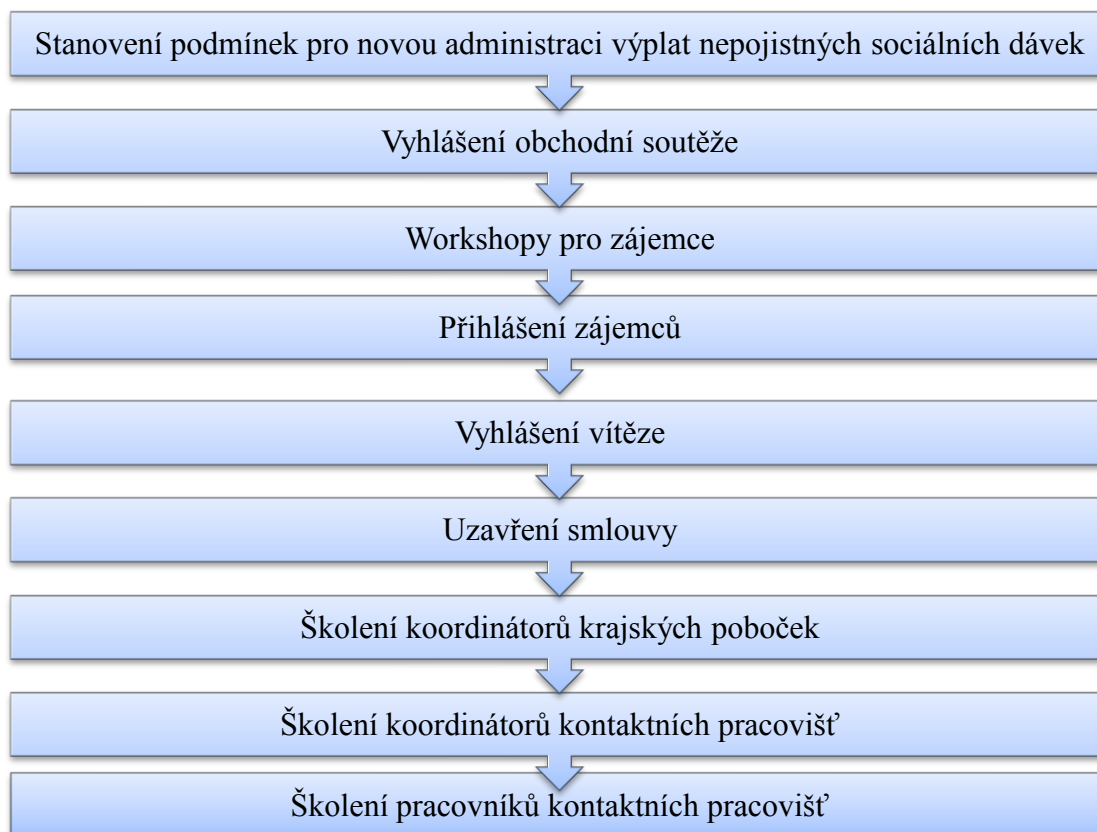 Stanovení podmínek pro novou administraci výplat nepojistných sociálních dávek
Vyhlášení obchodní soutěže
Workshopy pro zájemce
Přihlášení zájemců
Vyhlášení vítěze
Uzavření smlouvy
Školení koordinátorů krajských poboček
Školení koordinátorů kontaktních pracovišť
Školení pracovníků kontaktních pracovišť